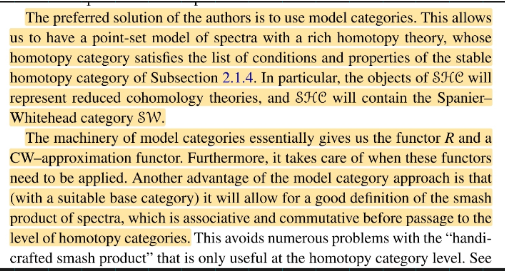 The preferred solution of the authors is to use model categories. This allows
us to have a point-set model of spectra with a rich homotopy theory, whose
homotopy category satisfies the list of conditions and properties of the stable
homotopy category of Subsection 2.1.4. In particular, the objects of 𝒮ℋ𝒞 will
represent reduced cohomology theories, and 𝒮ℋ𝒞 will contain the Spanier–
Whitehead category 𝒮𝒲.
The machinery of model categories essentially gives us the functor R and a
CW–approximation functor. Furthermore, it takes care of when these functors
need to be applied. Another advantage of the model category approach is that
(with a suitable base category) it will allow for a good definition of the smash
product of spectra, which is associative and commutative before passage to the
level of homotopy categories. This avoids numerous problems with the “handi-
crafted smash product” that is only useful at the homotopy category level. See